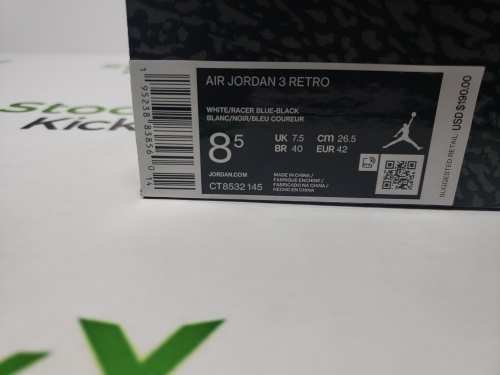 AIR JORDAN 3 RETRO
WHITE/RACER BLUE-BLACK
BLANC/NOIR/BLEU COUREUR
8.5
UK 7.5 cm 26.5
BR 40 EUR 42
JORDAN.COM
CT8532 145
MADE IN CHINA /
FABRIQUE EN CHINE /
FABRICADO NA CHINA /
HECHO EN CHINA
SUGGESTED RETAIL: USD $190.00
1 95238 83856 0 14
Stoc
Kick